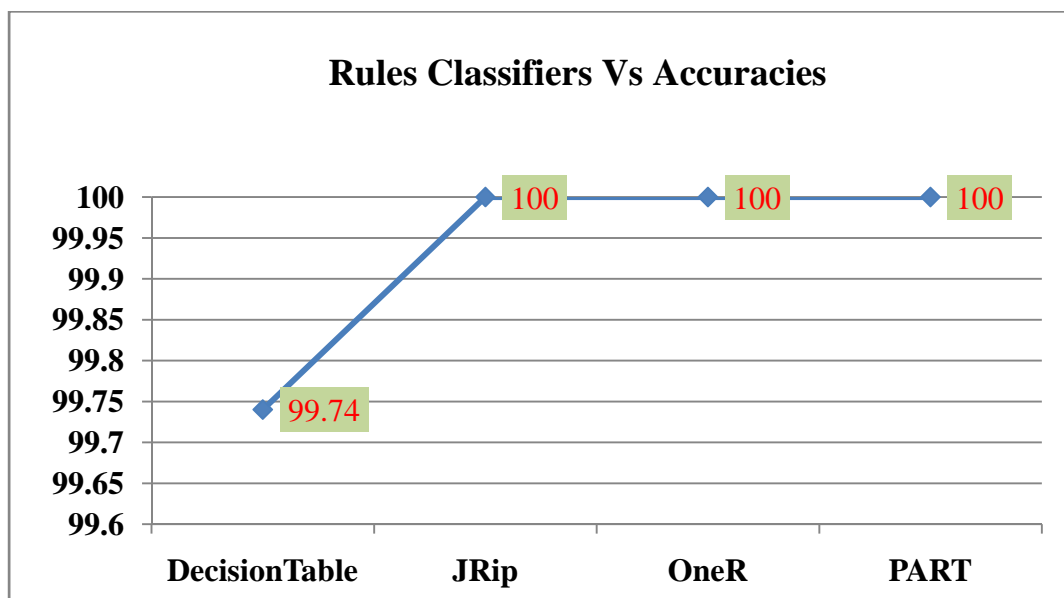 Rules Classifiers Vs Accuracies
100
99.95
99.9
99.85
99.8
99.75
99.7
99.65
99.6
100
100
100
99.74
DecisionTable
JRip
OneR
PART